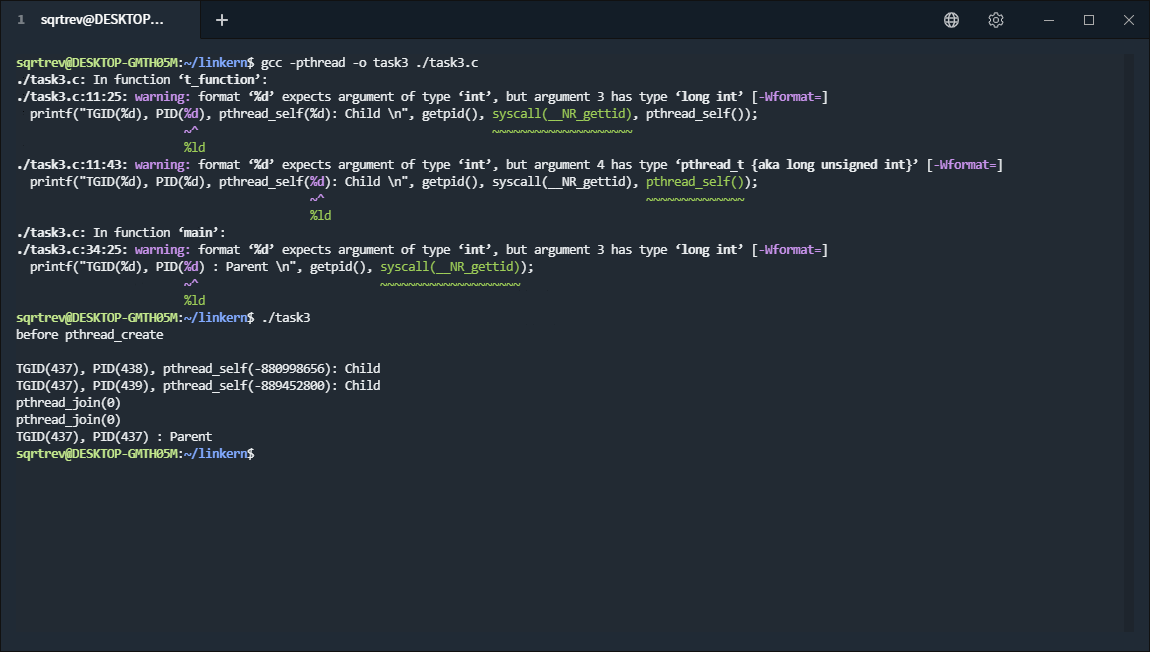 1 sqrtrev@DESKTOP...
sqrtrev@DESKTOP-GMTH05M:~/linkern$ gcc -pthread -o task3 ./task3.c
./task3.c: In function ‘t_function’:
./task3.c:11:25: warning: format ‘%d’ expects argument of type ‘int’, but argument 3 has type ‘long int’ [-Wformat=]
  printf("TGID(%d), PID(%d), pthread_self(%d): Child \n", getpid(), syscall(__NR_gettid), pthread_self());
                        ~^                                          ~~~~~~~~~~~~~~~~~~~~
                        %ld
./task3.c:11:43: warning: format ‘%d’ expects argument of type ‘int’, but argument 4 has type ‘pthread_t {aka long unsigned int}’ [-Wformat=]
  printf("TGID(%d), PID(%d), pthread_self(%d): Child \n", getpid(), syscall(__NR_gettid), pthread_self());
                                          ~^                                              ~~~~~~~~~~~~~~
                                          %ld
./task3.c: In function ‘main’:
./task3.c:34:25: warning: format ‘%d’ expects argument of type ‘int’, but argument 3 has type ‘long int’ [-Wformat=]
  printf("TGID(%d), PID(%d) : Parent \n", getpid(), syscall(__NR_gettid));
                        ~^                          ~~~~~~~~~~~~~~~~~~~~
                        %ld
sqrtrev@DESKTOP-GMTH05M:~/linkern$ ./task3
before pthread_create

TGID(437), PID(438), pthread_self(-880998656): Child
TGID(437), PID(439), pthread_self(-889452800): Child
pthread_join(0)
pthread_join(0)
TGID(437), PID(437) : Parent
sqrtrev@DESKTOP-GMTH05M:~/linkern$